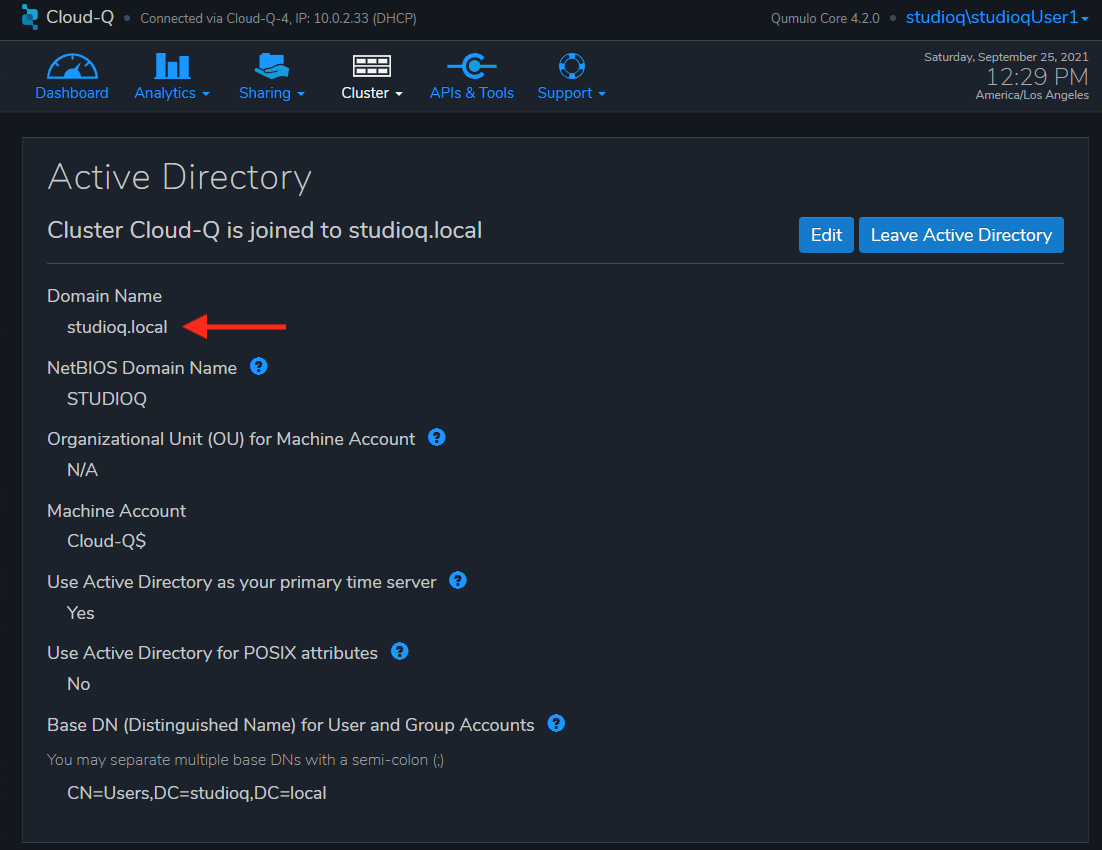 Cloud-Q • Connected via Cloud-Q-4, IP: 10.0.2.33 (DHCP) Qumulo Core 4.2.0 • studioq\studioqUser1
Saturday, September 25, 2021
12:29 PM
America/Los Angeles
Dashboard Analytics Sharing Cluster APIs & Tools Support
Active Directory
Cluster Cloud-Q is joined to studioq.local
Edit Leave Active Directory
Domain Name
studioq.local
NetBIOS Domain Name ?
STUDIOQ
Organizational Unit (OU) for Machine Account ?
N/A
Machine Account
Cloud-Q$
Use Active Directory as your primary time server ?
Yes
Use Active Directory for POSIX attributes ?
No
Base DN (Distinguished Name) for User and Group Accounts ?
You may separate multiple base DNs with a semi-colon (;)
CN=Users,DC=studioq,DC=local